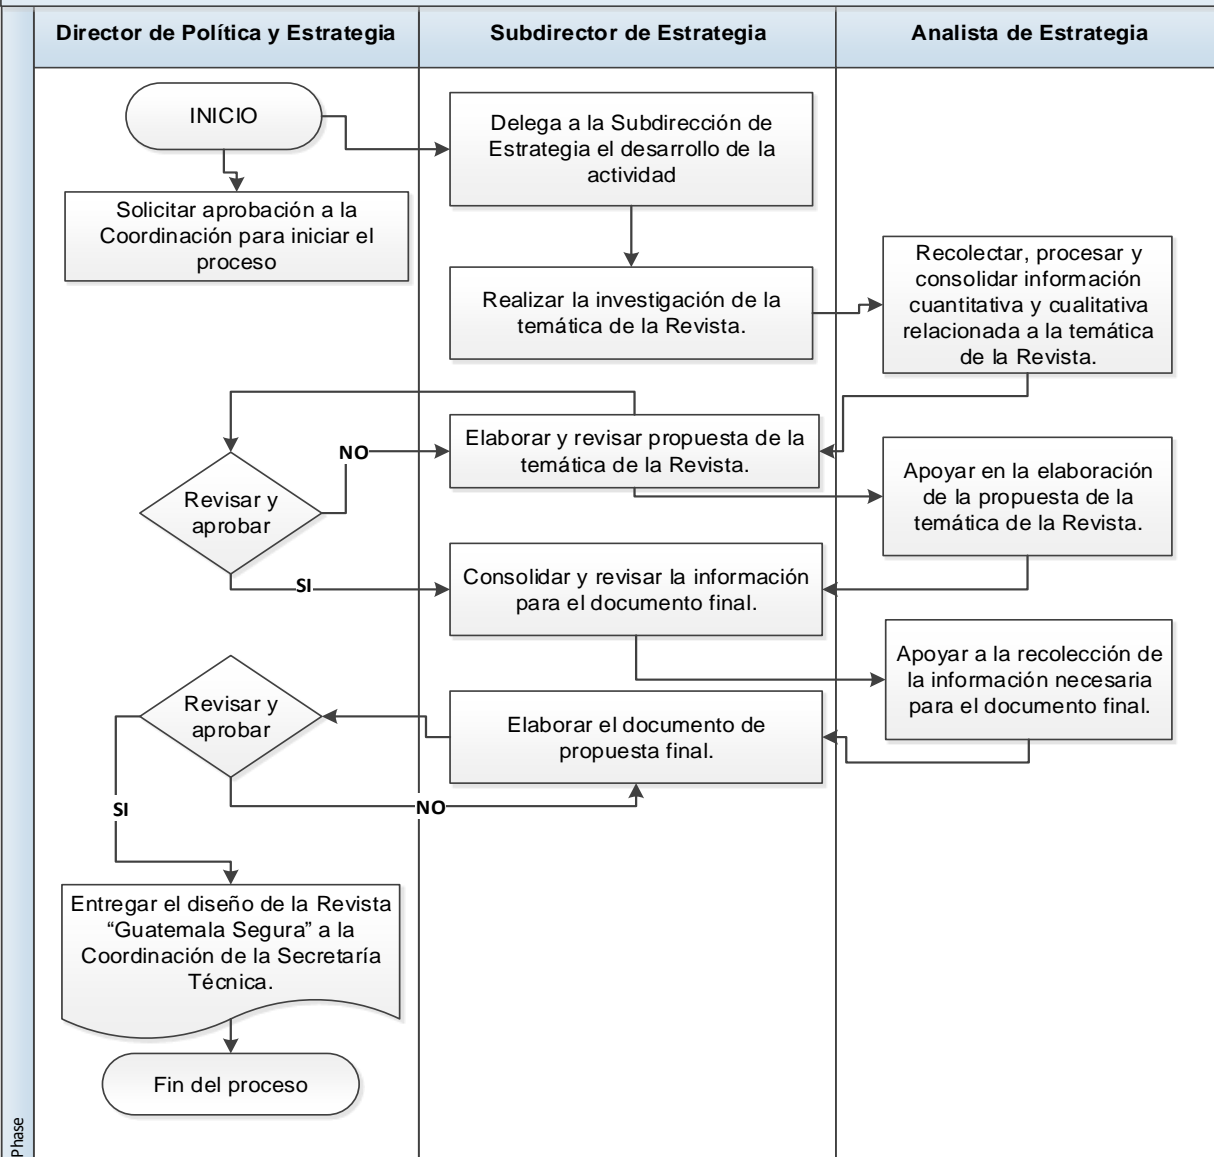 Director de Política y Estrategia
Subdirector de Estrategia
Analista de Estrategia
INICIO
Delega a la Subdirección de
Estrategia el desarrollo de la
actividad
Solicitar aprobación a la
Coordinación para iniciar el
proceso
Realizar la investigación de la
temática de la Revista.
Recolectar, procesar y
consolidar información
cuantitativa y cualitativa
relacionada a la temática
de la Revista.
Elaborar y revisar propuesta de la
temática de la Revista.
NO
Revisar y
aprobar
Apoyar en la elaboración
de la propuesta de la
temática de la Revista.
SI
Consolidar y revisar la información
para el documento final.
Apoyar a la recolección de
la información necesaria
para el documento final.
Revisar y
aprobar
Elaborar el documento de
propuesta final.
SI
NO
Entregar el diseño de la Revista
“Guatemala Segura” a la
Coordinación de la Secretaría
Técnica.
Fin del proceso
Phase